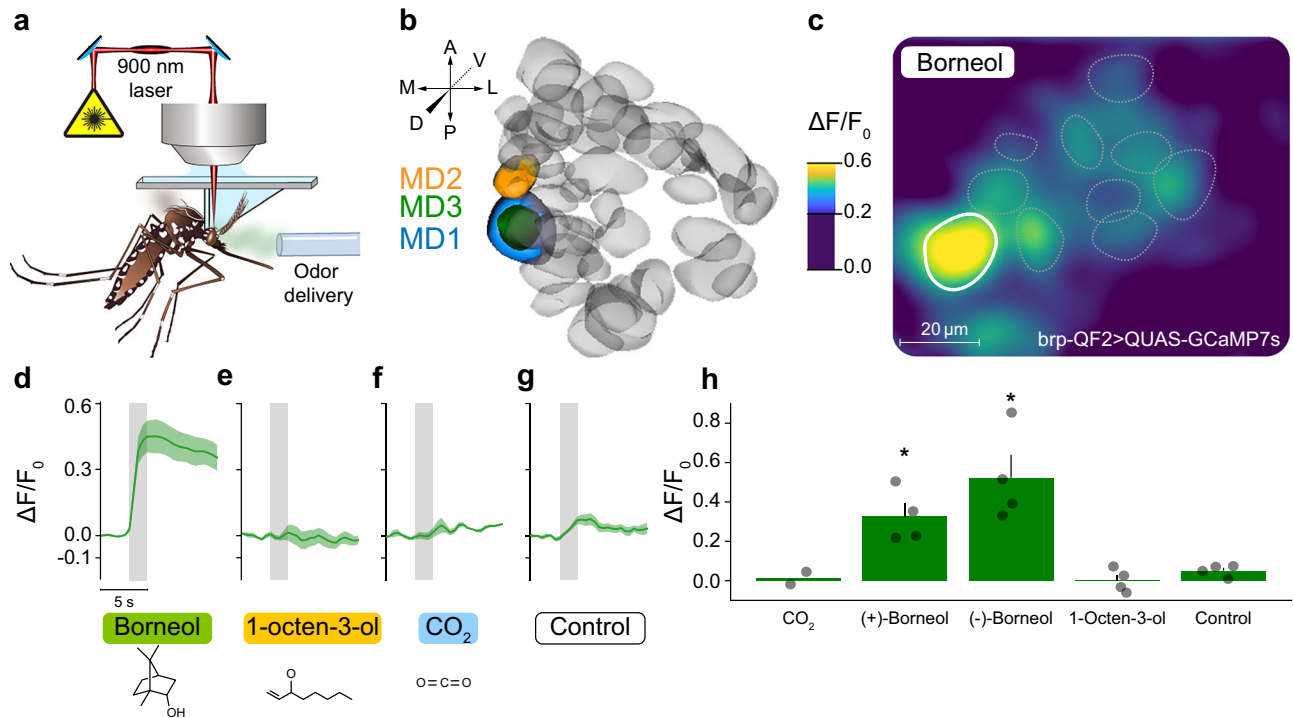 a
900 nm
laser
Odor
delivery
b
A
V
M
L
D
P
MD2
MD3
MD1
c
Borneol
ΔF/F₀
0.6
0.2
0.0
20 µm
brp-QF2>QUAS-GCaMP7s
d
e
f
g
ΔF/F₀
0.6
0.3
0.0
-0.1
5 s
Borneol
1-octen-3-ol
CO₂
Control
OH
O
O=C=O
h
ΔF/F₀
0.8
0.6
0.4
0.2
0.0
*
*
CO₂
(+)-Borneol
(-)-Borneol
1-Octen-3-ol
Control